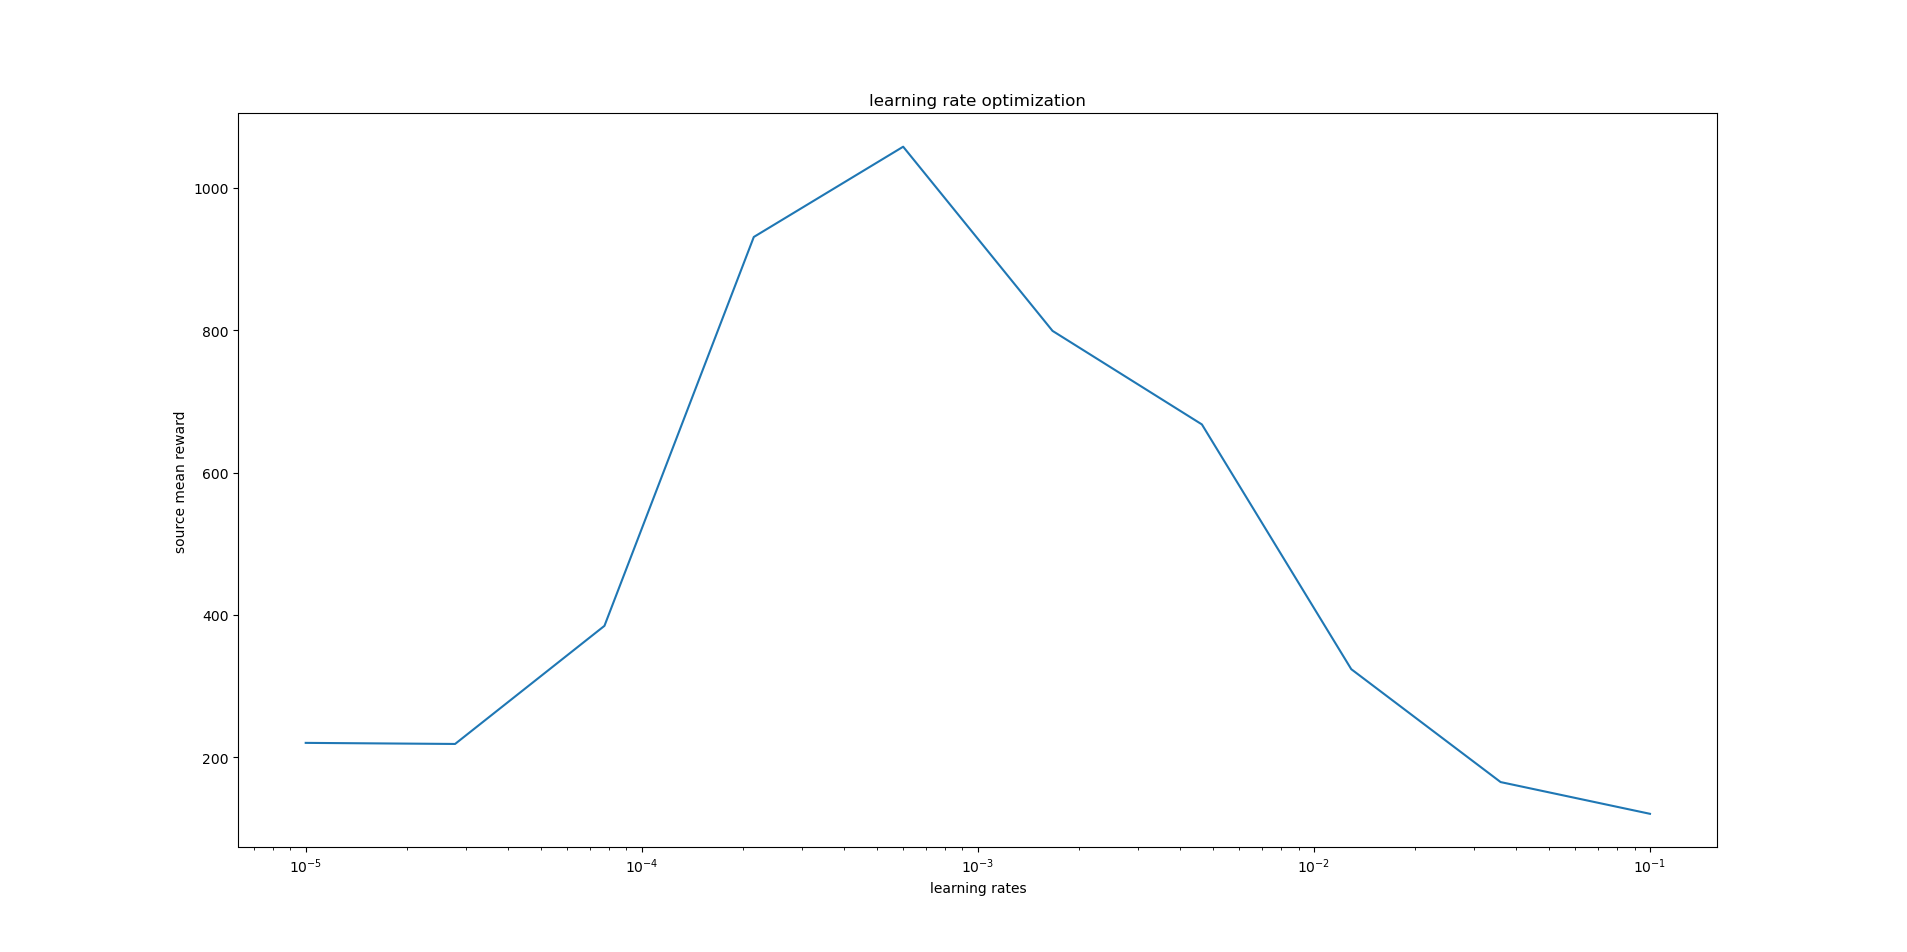 learning rate optimization
1000
800
600
400
200
source mean reward
10⁻⁵ 10⁻⁴ 10⁻³ 10⁻² 10⁻¹
learning rates